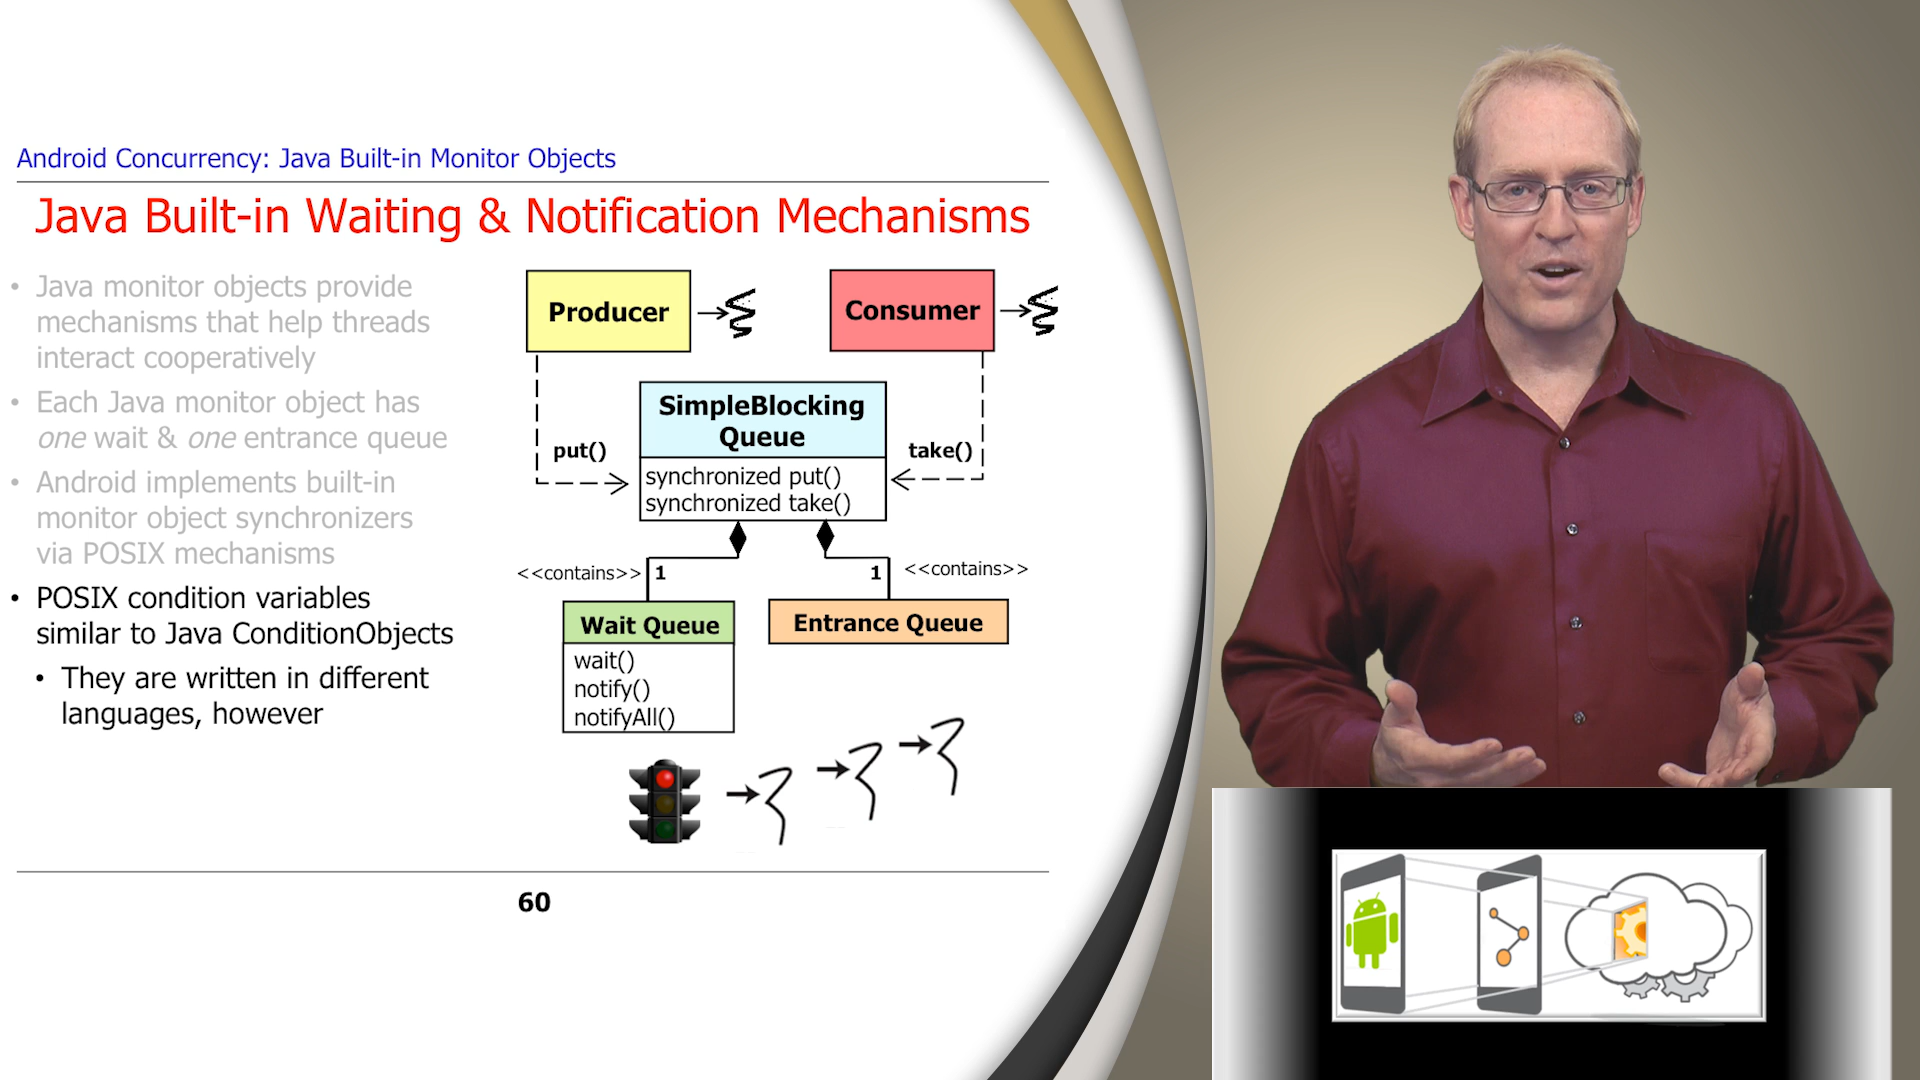 Android Concurrency: Java Built-in Monitor Objects
Java Built-in Waiting & Notification Mechanisms
• Java monitor objects provide
mechanisms that help threads
interact cooperatively
• Each Java monitor object has
one wait & one entrance queue
• Android implements built-in
monitor object synchronizers
via POSIX mechanisms
• POSIX condition variables
similar to Java ConditionObjects
• They are written in different
languages, however
Producer
Consumer
SimpleBlocking
Queue
put()
take()
synchronized put()
synchronized take()
<<contains>>
1
1
<<contains>>
Wait Queue
Entrance Queue
wait()
notify()
notifyAll()
60